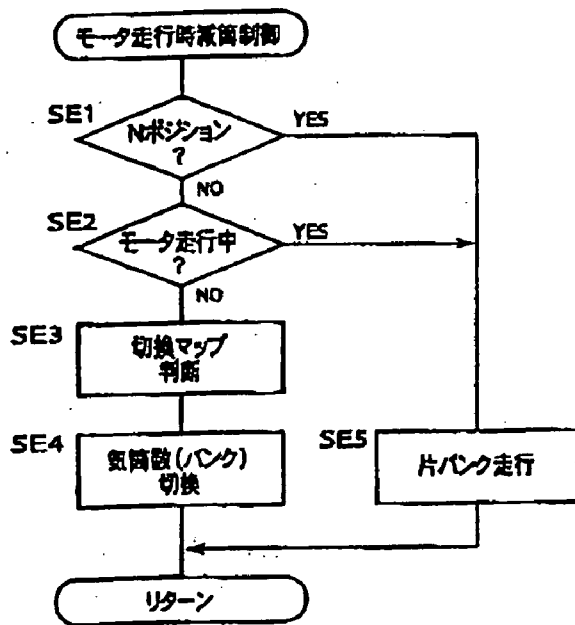 モータ走行時減筒制御
SE1
Nポジション
?
YES
NO
SE2
モータ走行中
?
YES
NO
SE3
切換マップ
判断
SE4
気筒数(バンク)
切換
SE5
片バンク走行
リターン